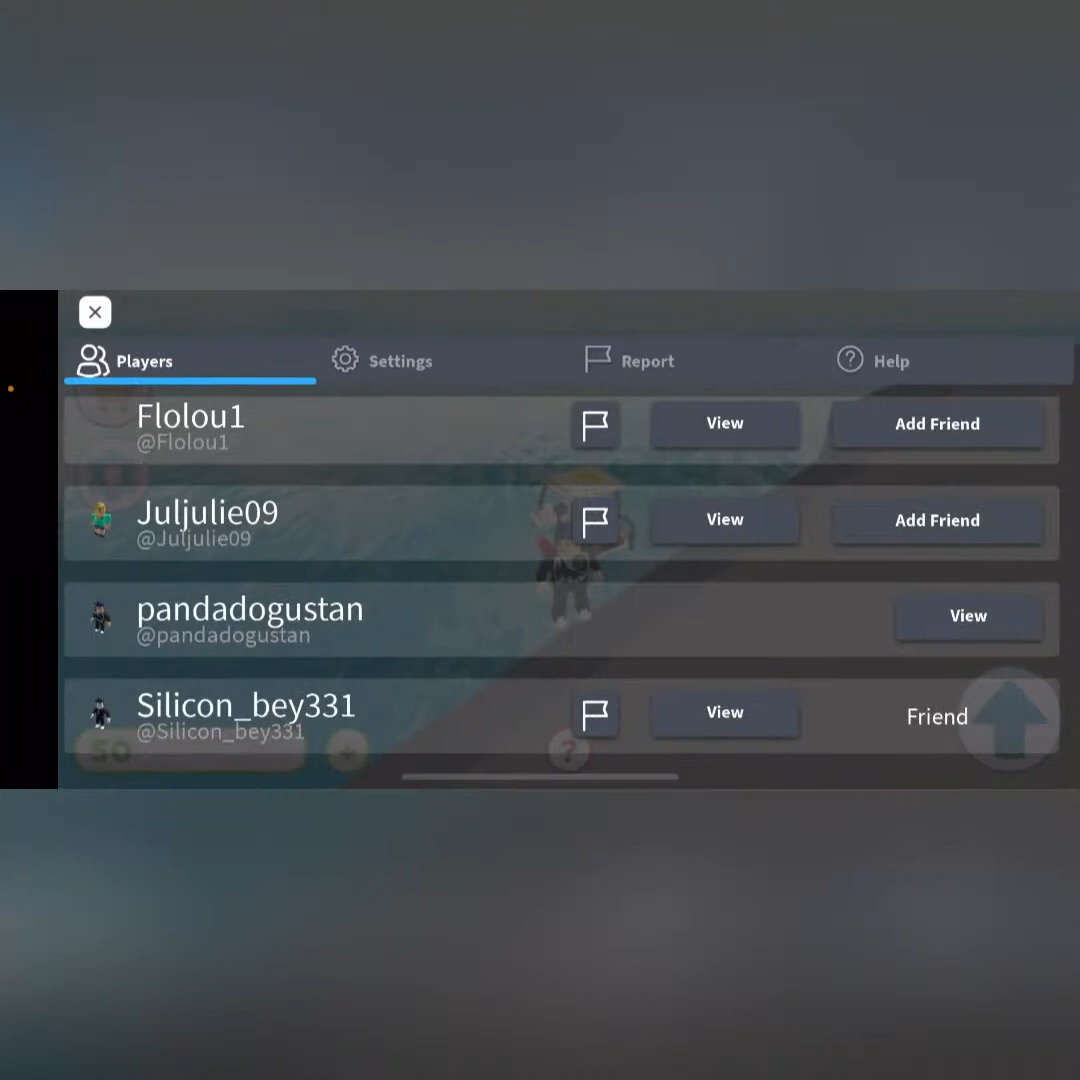 Players
Settings
Report
Help
Flolou1
@Flolou1
View
Add Friend
Juljulie09
@Juljulie09
View
Add Friend
pandadogustan
@pandadogustan
View
Silicon_bey331
@Silicon_bey331
View
Friend
50
+
?